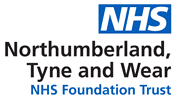 NHS
Northumberland,
Tyne and Wear
NHS Foundation Trust